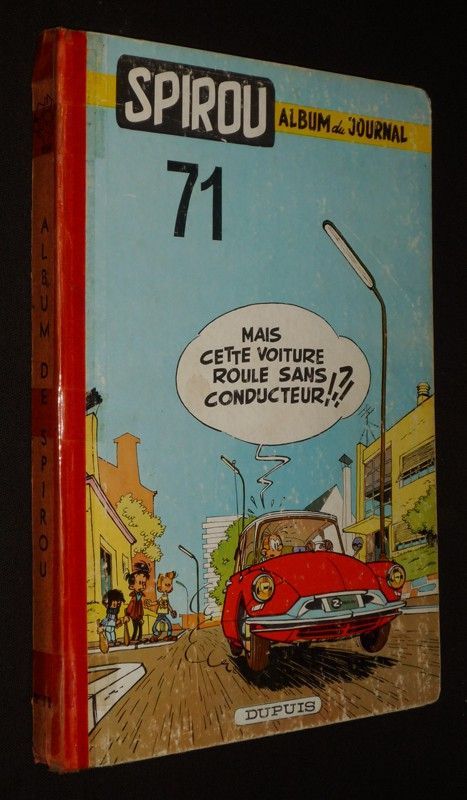 SPIROU
ALBUM du JOURNAL
71
MAIS
CETTE VOITURE
ROULE SANS
CONDUCTEUR!?!
DUPUIS
ALBUM DE SPIROU